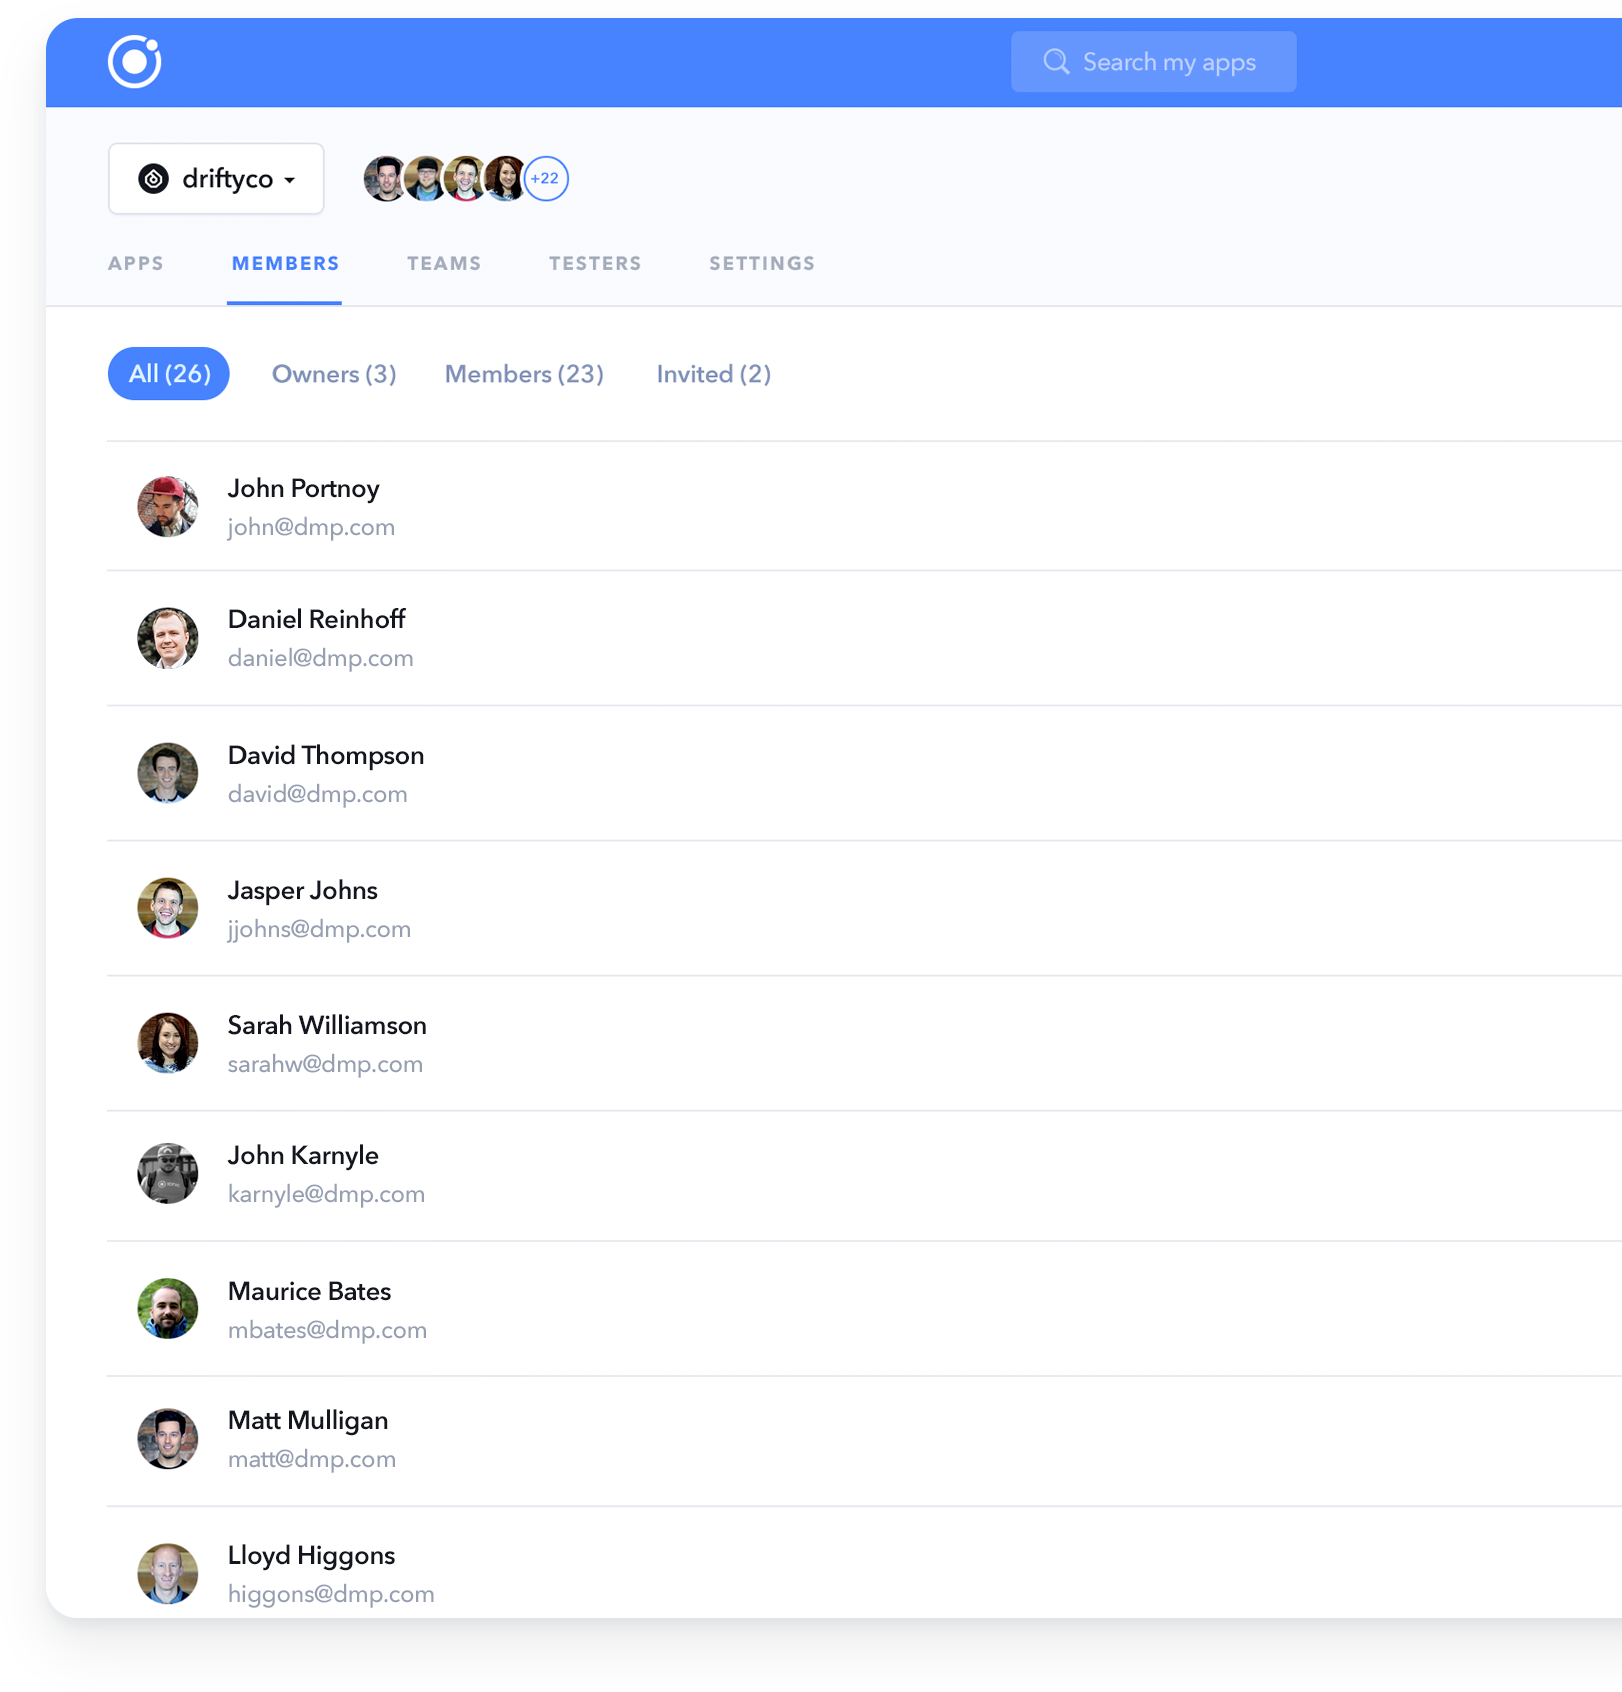 Search my apps
driftyco
+22
APPS MEMBERS TEAMS TESTERS SETTINGS
All (26) Owners (3) Members (23) Invited (2)
John Portnoy
john@dmp.com
Daniel Reinhoff
daniel@dmp.com
David Thompson
david@dmp.com
Jasper Johns
jjohns@dmp.com
Sarah Williamson
sarahw@dmp.com
John Karnyle
karnyle@dmp.com
Maurice Bates
mbates@dmp.com
Matt Mulligan
matt@dmp.com
Lloyd Higgons
higgons@dmp.com